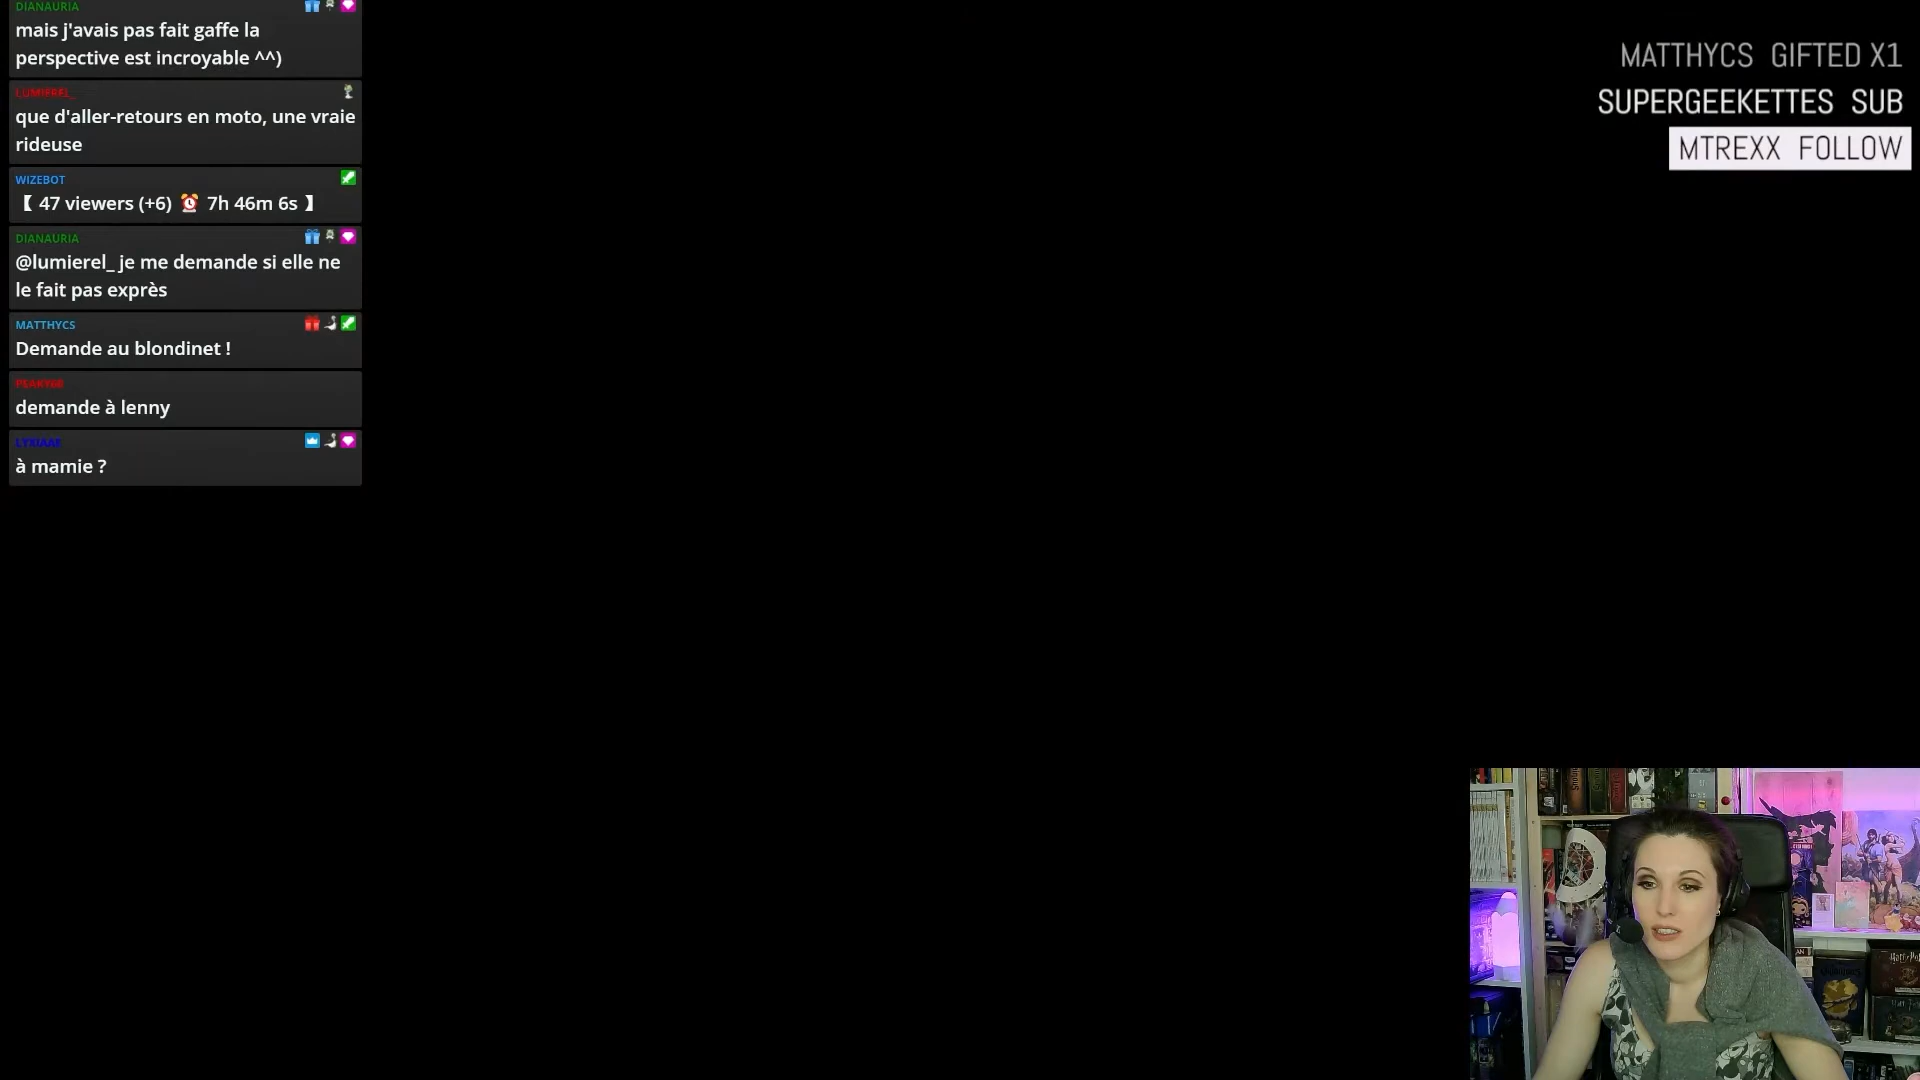 DIANAURIA
mais j'avais pas fait gaffe la
perspective est incroyable ^^)
LUMIEREL_
que d'aller-retours en moto, une vraie
rideuse
WIZEBOT
【 47 viewers (+6) ⏰ 7h 46m 6s 】
DIANAURIA
@lumierel_ je me demande si elle ne
le fait pas exprès
MATTHYCS
Demande au blondinet !
demande à lenny
LYXIAAE
à mamie ?
MATTHYCS GIFTED X1
SUPERGEEKETTES SUB
MTREXX FOLLOW